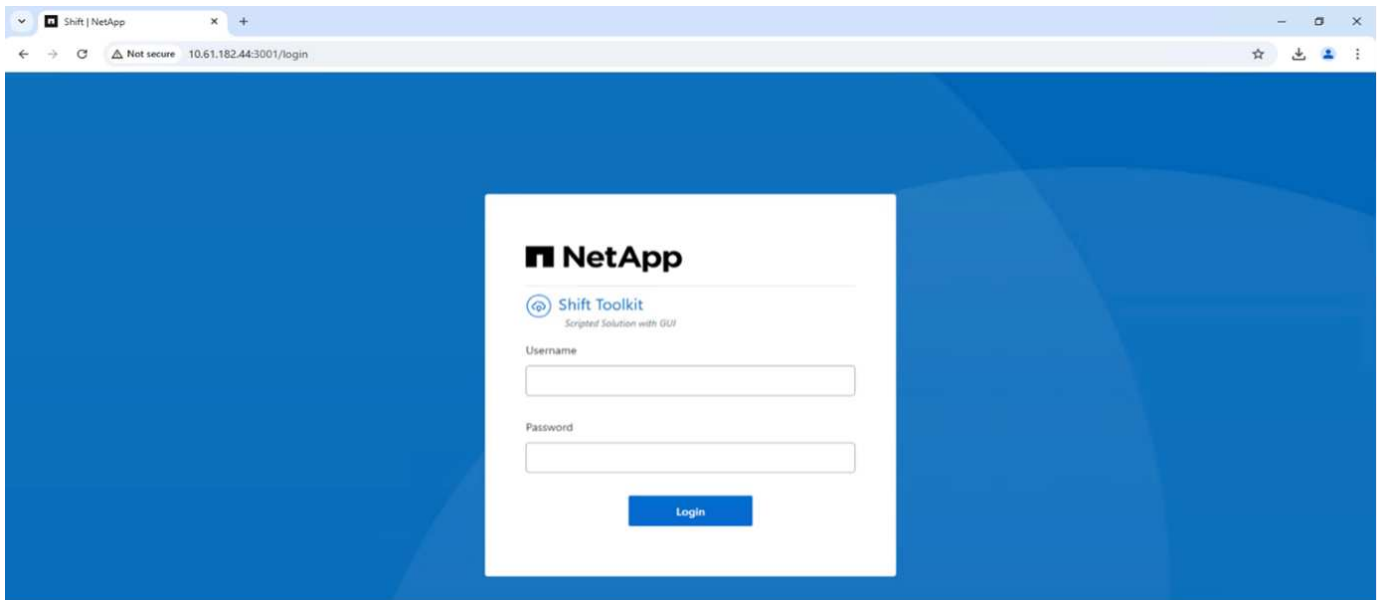 Shift | NetApp
Not secure 10.61.182.44:3001/login
NetApp
Shift Toolkit
Scripted Solution with GUI
Username
Password
Login